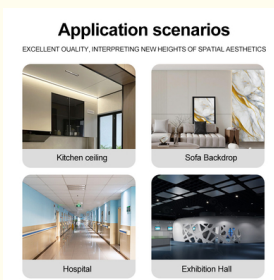 Application scenarios
EXCELLENT QUALITY, INTERPRETING NEW HEIGHTS OF SPATIAL AESTHETICS
Kitchen ceiling
Sofa Backdrop
Hospital
Exhibition Hall